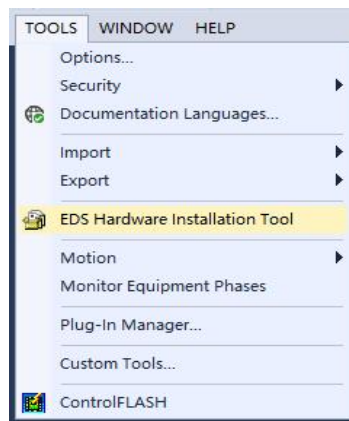 TOOLS WINDOW HELP
Options...
Security
Documentation Languages...
Import
Export
EDS Hardware Installation Tool
Motion
Monitor Equipment Phases
Plug-In Manager...
Custom Tools...
ControlFLASH